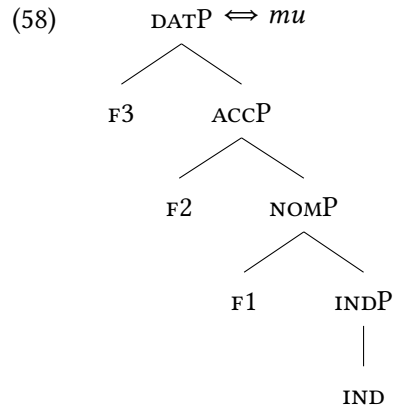 (58) DATP ⇔ mu
F3 ACCP
F2 NOMP
F1 INDP
IND